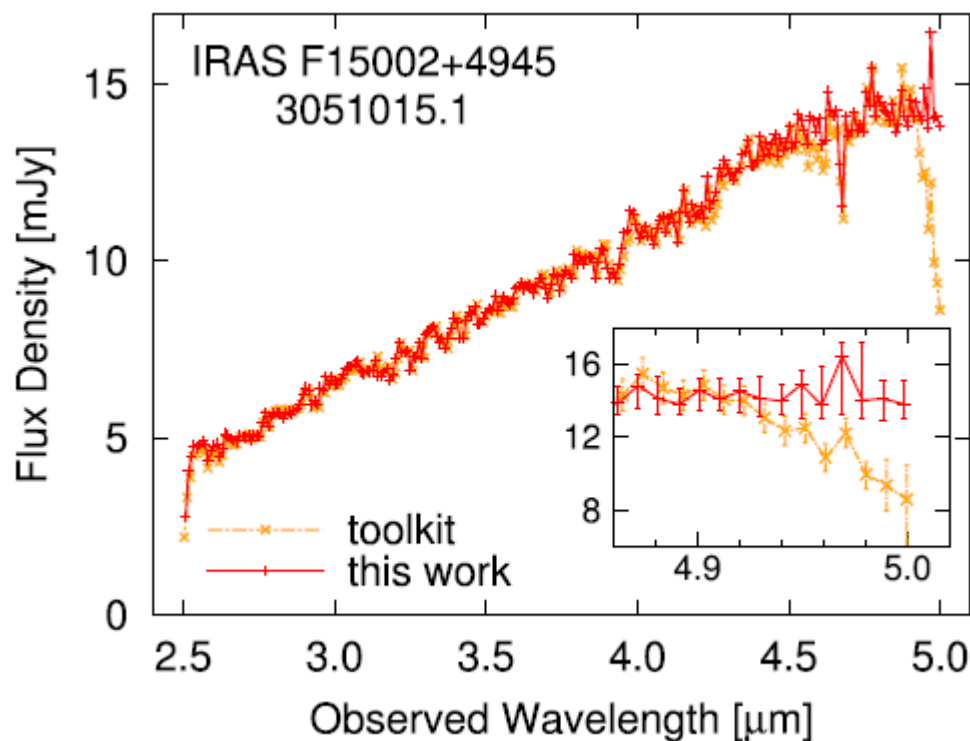 IRAS F15002+4945
3051015.1
Flux Density [mJy]
15
10
5
0
toolkit
this work
16
12
8
4.9 5.0
2.5 3.0 3.5 4.0 4.5 5.0
Observed Wavelength [μm]